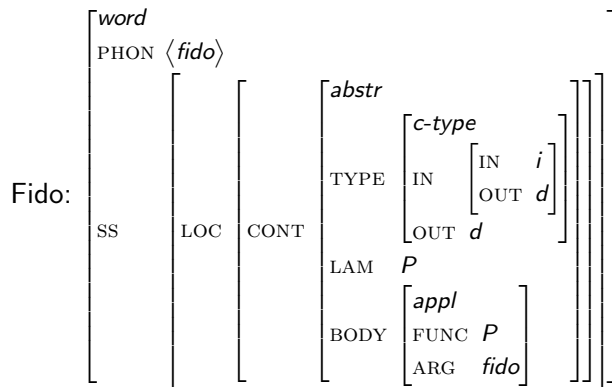 word
PHON ⟨fido⟩
abstr
c-type
IN i
TYPE IN
OUT d
Fido:
SS LOC CONT OUT d
LAM P
appl
BODY FUNC P
ARG fido